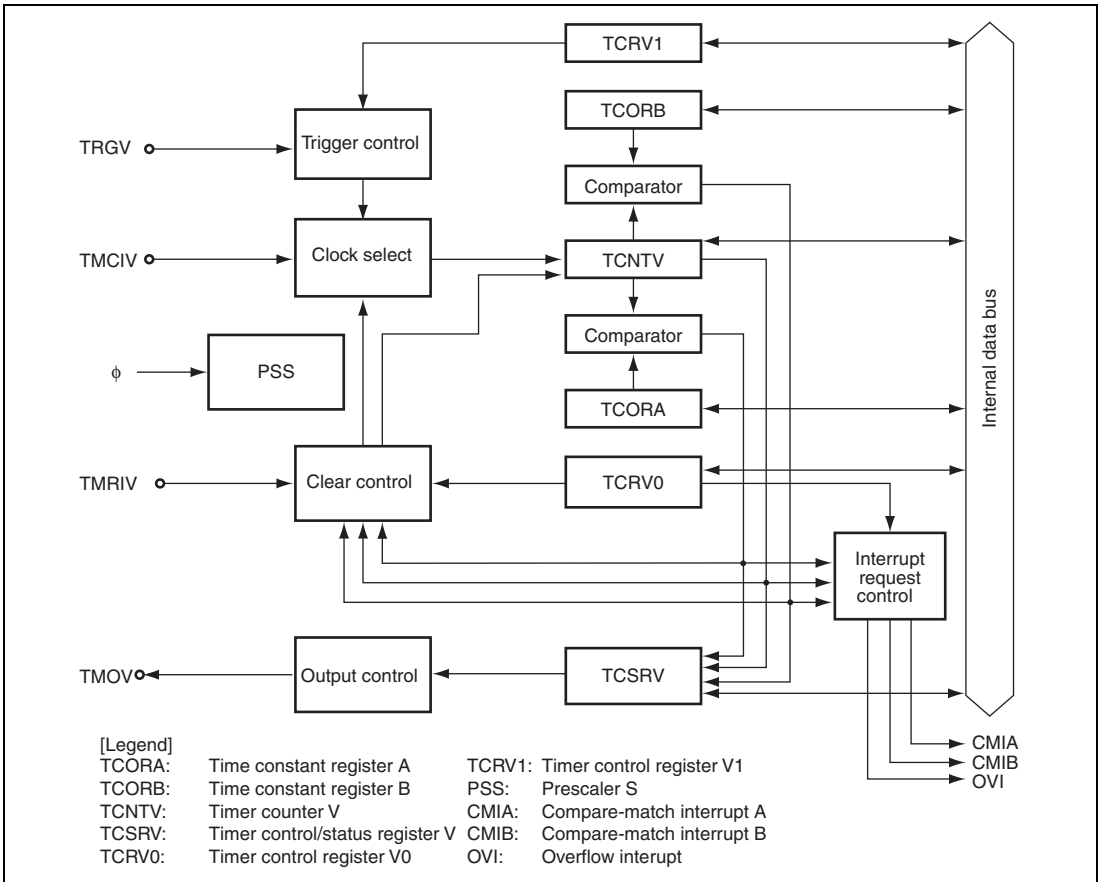 TCRV1
TCORB
Trigger control
TRGV
Comparator
Clock select
TMCIV
TCNTV
Comparator
Internal data bus
φ
PSS
TCORA
TMRIV
Clear control
TCRV0
Interrupt
request
control
TMOV
Output control
TCSRV
CMIA
CMIB
OVI
[Legend]
TCORA: Time constant register A
TCORB: Time constant register B
TCNTV: Timer counter V
TCSRV: Timer control/status register V
TCRV0: Timer control register V0
TCRV1: Timer control register V1
PSS: Prescaler S
CMIA: Compare-match interrupt A
CMIB: Compare-match interrupt B
OVI: Overflow interupt